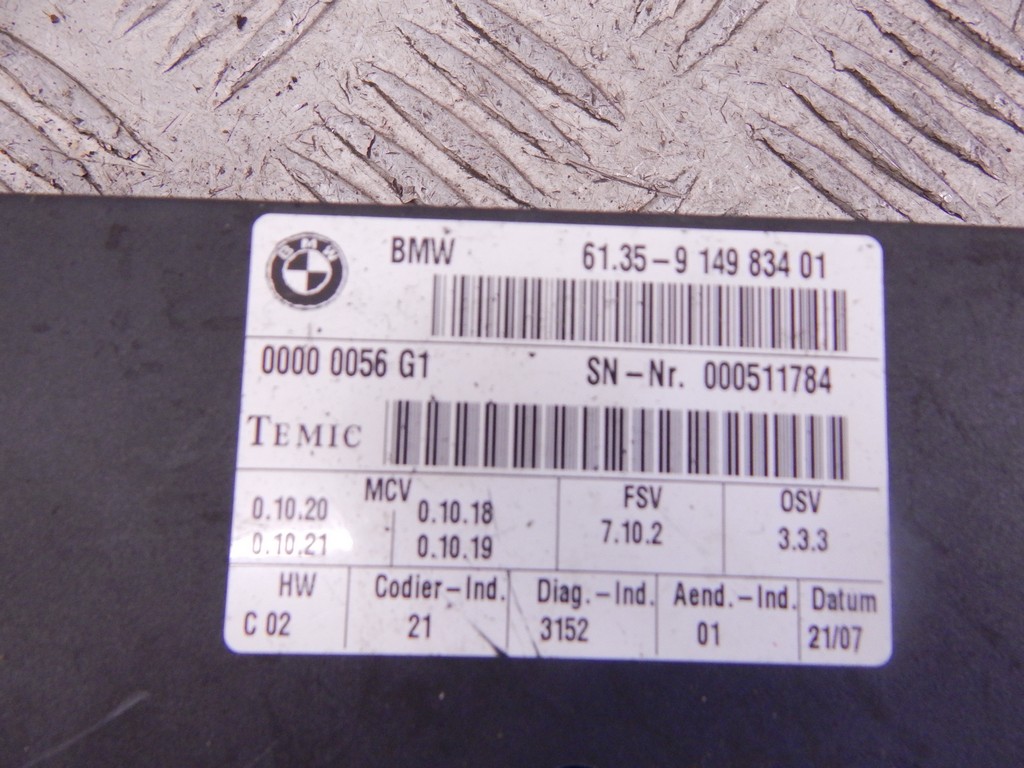 BMW
BMW 61.35-9 149 834 01
0000 0056 G1 SN-Nr. 000511784
TEMIC
MCV FSV OSV
0.10.20 0.10.18 7.10.2 3.3.3
0.10.21 0.10.19
HW Codier-Ind. Diag.-Ind. Aend.-Ind. Datum
C 02 21 3152 01 21/07